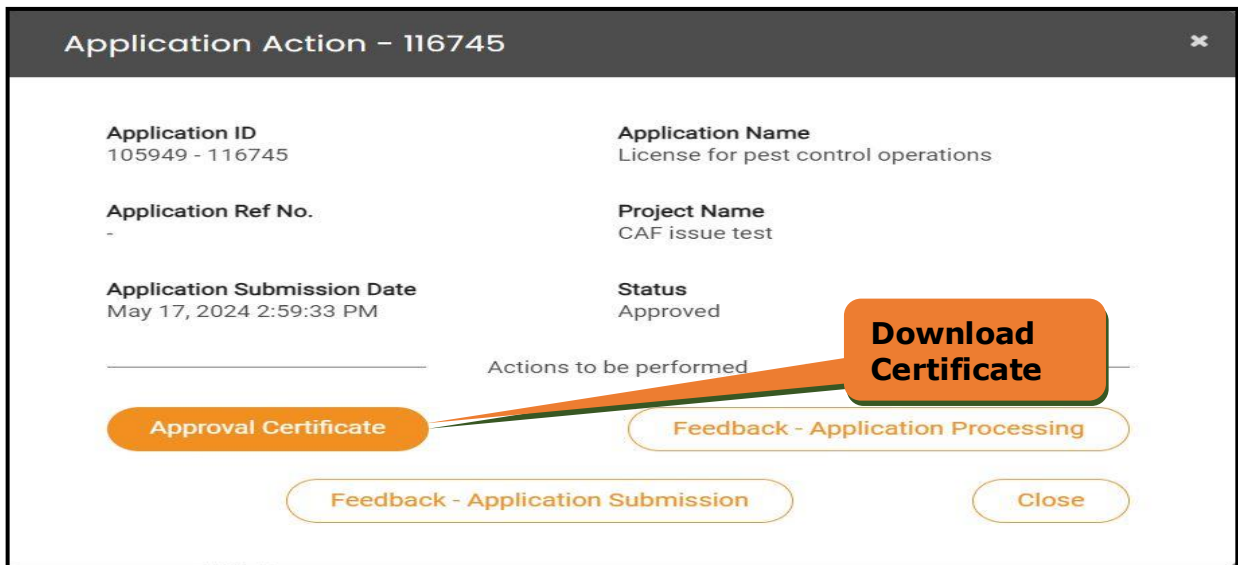 Application Action - 116745
Application ID
105949 - 116745
Application Name
License for pest control operations
Application Ref No.
-
Project Name
CAF issue test
Application Submission Date
May 17, 2024 2:59:33 PM
Status
Approved
Download
Certificate
Actions to be performed
Approval Certificate
Feedback - Application Processing
Feedback - Application Submission
Close